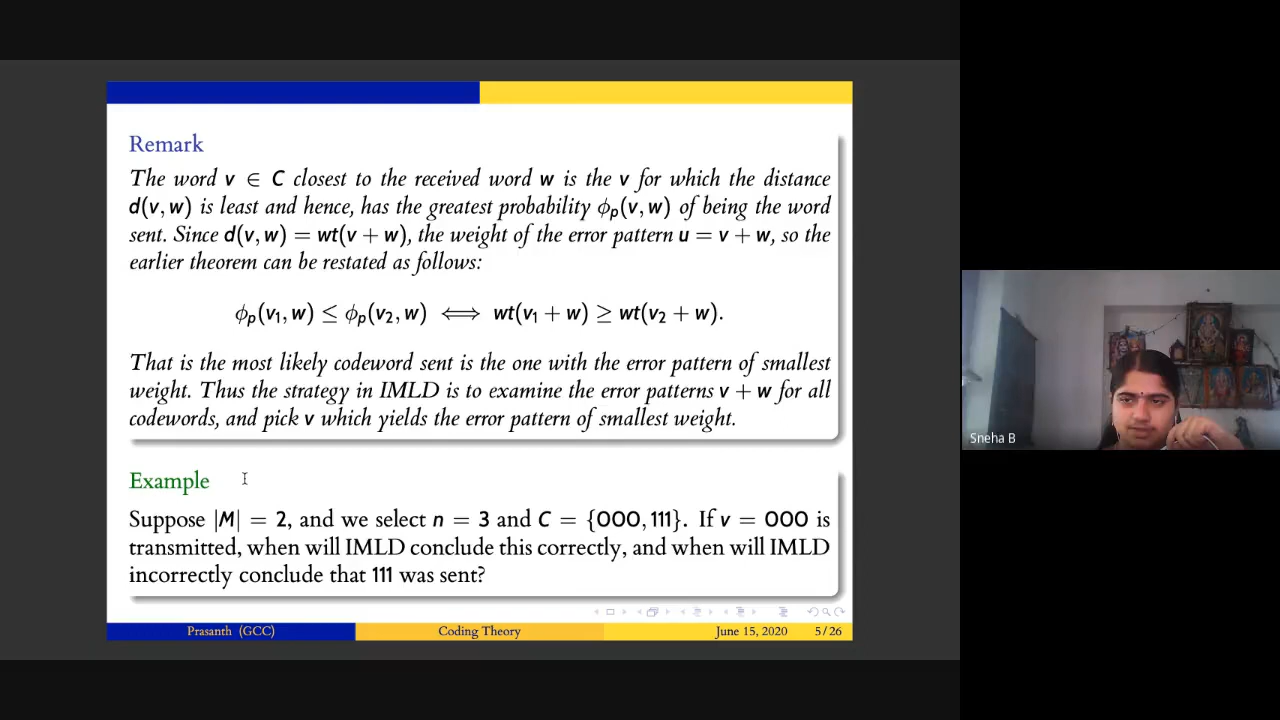 Remark
The word v ∈ C closest to the received word w is the v for which the distance
d(v, w) is least and hence, has the greatest probability ϕp(v, w) of being the word
sent. Since d(v, w) = wt(v + w), the weight of the error pattern u = v + w, so the
earlier theorem can be restated as follows:
ϕp(v1, w) ≤ ϕp(v2, w) ⟺ wt(v1 + w) ≥ wt(v2 + w).
That is the most likely codeword sent is the one with the error pattern of smallest
weight. Thus the strategy in IMLD is to examine the error patterns v + w for all
codewords, and pick v which yields the error pattern of smallest weight.
Example
Suppose |M| = 2, and we select n = 3 and C = {000, 111}. If v = 000 is
transmitted, when will IMLD conclude this correctly, and when will IMLD
incorrectly conclude that 111 was sent?
Prasanth (GCC) Coding Theory June 15, 2020 5 / 26
Sneha B